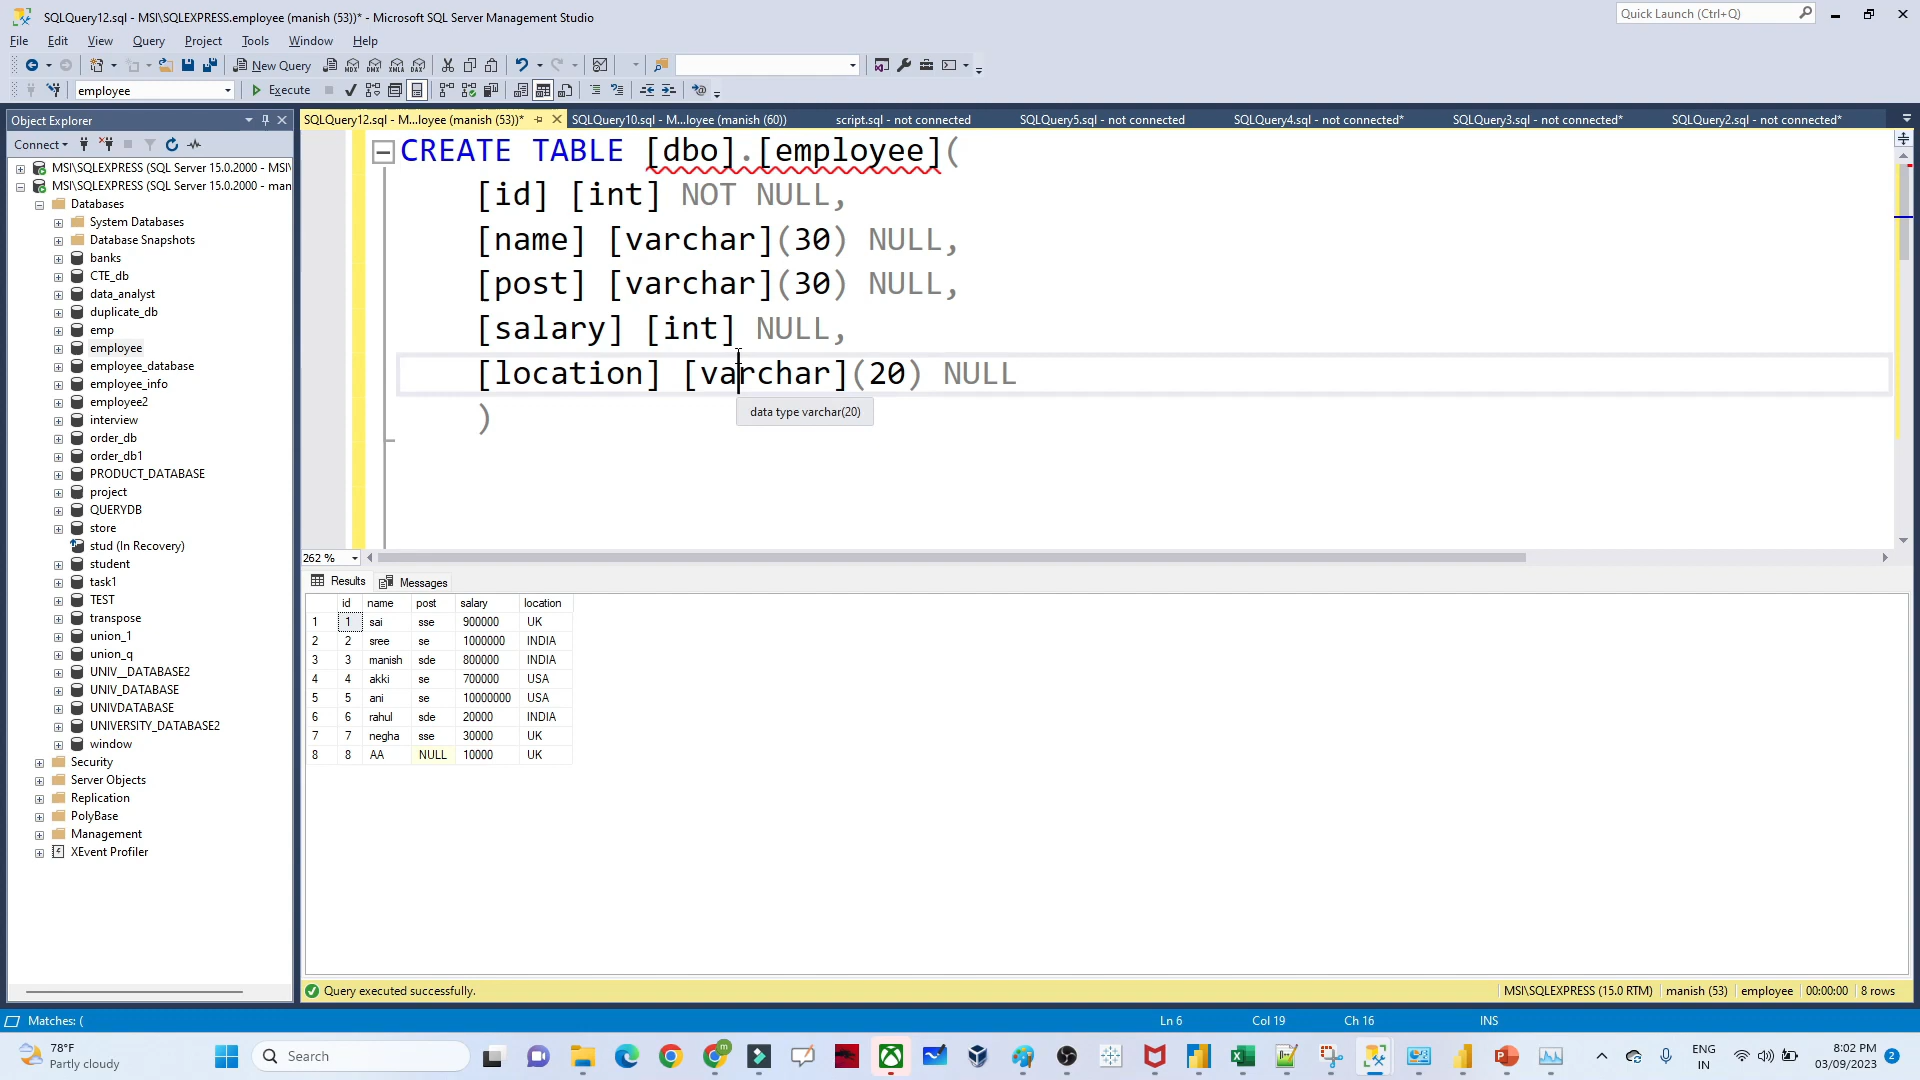 SQLQuery12.sql - MSI\SQLEXPRESS.employee (manish (53))* - Microsoft SQL Server Management Studio
Quick Launch (Ctrl+Q)
File Edit View Query Project Tools Window Help
New Query
employee
Execute
Object Explorer
SQLQuery12.sql - M...loyee (manish (53))*
SQLQuery10.sql - M...loyee (manish (60))
script.sql - not connected
SQLQuery5.sql - not connected
SQLQuery4.sql - not connected*
SQLQuery3.sql - not connected*
SQLQuery2.sql - not connected*
Connect
MSI\SQLEXPRESS (SQL Server 15.0.2000 - MSI\
MSI\SQLEXPRESS (SQL Server 15.0.2000 - man
Databases
System Databases
Database Snapshots
banks
CTE_db
data_analyst
duplicate_db
emp
employee
employee_database
employee_info
employee2
interview
order_db
order_db1
PRODUCT_DATABASE
project
QUERYDB
store
stud (In Recovery)
student
task1
TEST
transpose
union_1
union_q
UNIV__DATABASE2
UNIV_DATABASE
UNIVDATABASE
UNIVERSITY_DATABASE2
window
Security
Server Objects
Replication
PolyBase
Management
XEvent Profiler
CREATE TABLE [dbo].[employee](
[id] [int] NOT NULL,
[name] [varchar](30) NULL,
[post] [varchar](30) NULL,
[salary] [int] NULL,
[location] [varchar](20) NULL
)
data type varchar(20)
262 %
Results Messages
id name post salary location
1 1 sai sse 900000 UK
2 2 sree se 1000000 INDIA
3 3 manish sde 800000 INDIA
4 4 akki se 700000 USA
5 5 ani se 10000000 USA
6 6 rahul sde 20000 INDIA
7 7 negha sse 30000 UK
8 8 AA NULL 10000 UK
Query executed successfully.
MSI\SQLEXPRESS (15.0 RTM) manish (53) employee 00:00:00 8 rows
Matches: (
Ln 6 Col 19 Ch 16 INS
78°F
Partly cloudy
Search
ENG
IN
8:02 PM
03/09/2023
2